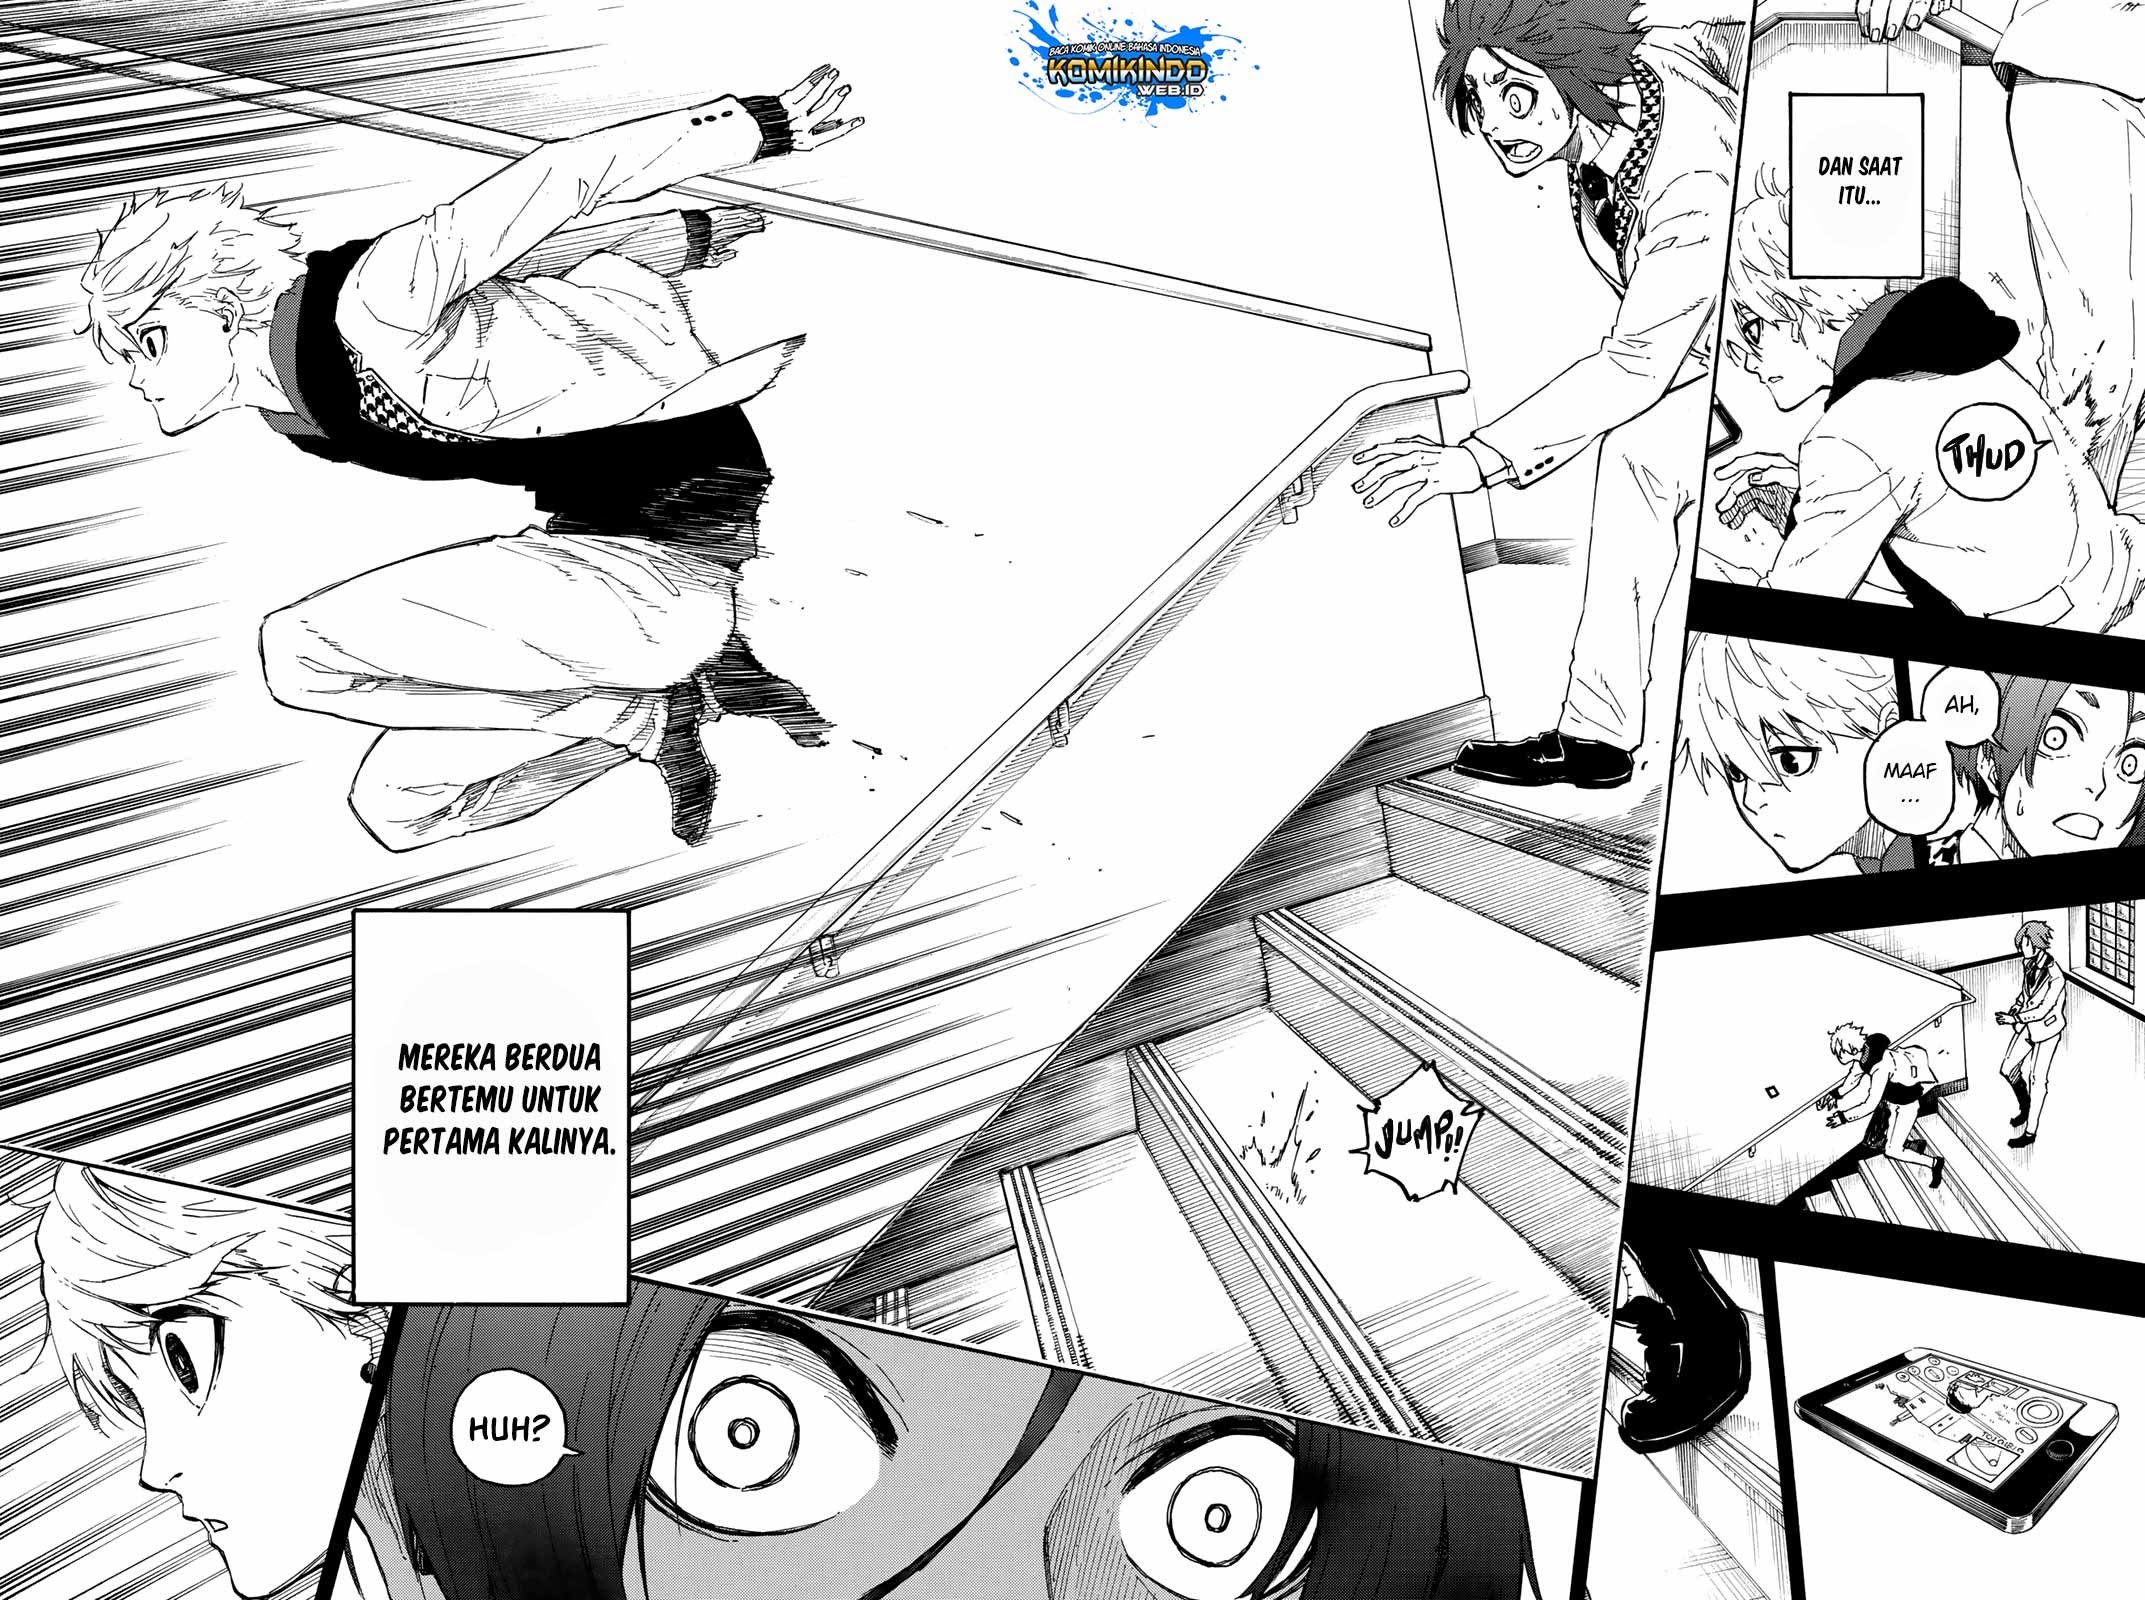 BACA KOMIK ONLINE BAHASA INDONESIA
KOMIKINDO
WEB.ID
DAN SAAT
ITU...
THUD
AH,
MAAF
...
JUMP!!
MEREKA BERDUA
BERTEMU UNTUK
PERTAMA KALINYA.
HUH?